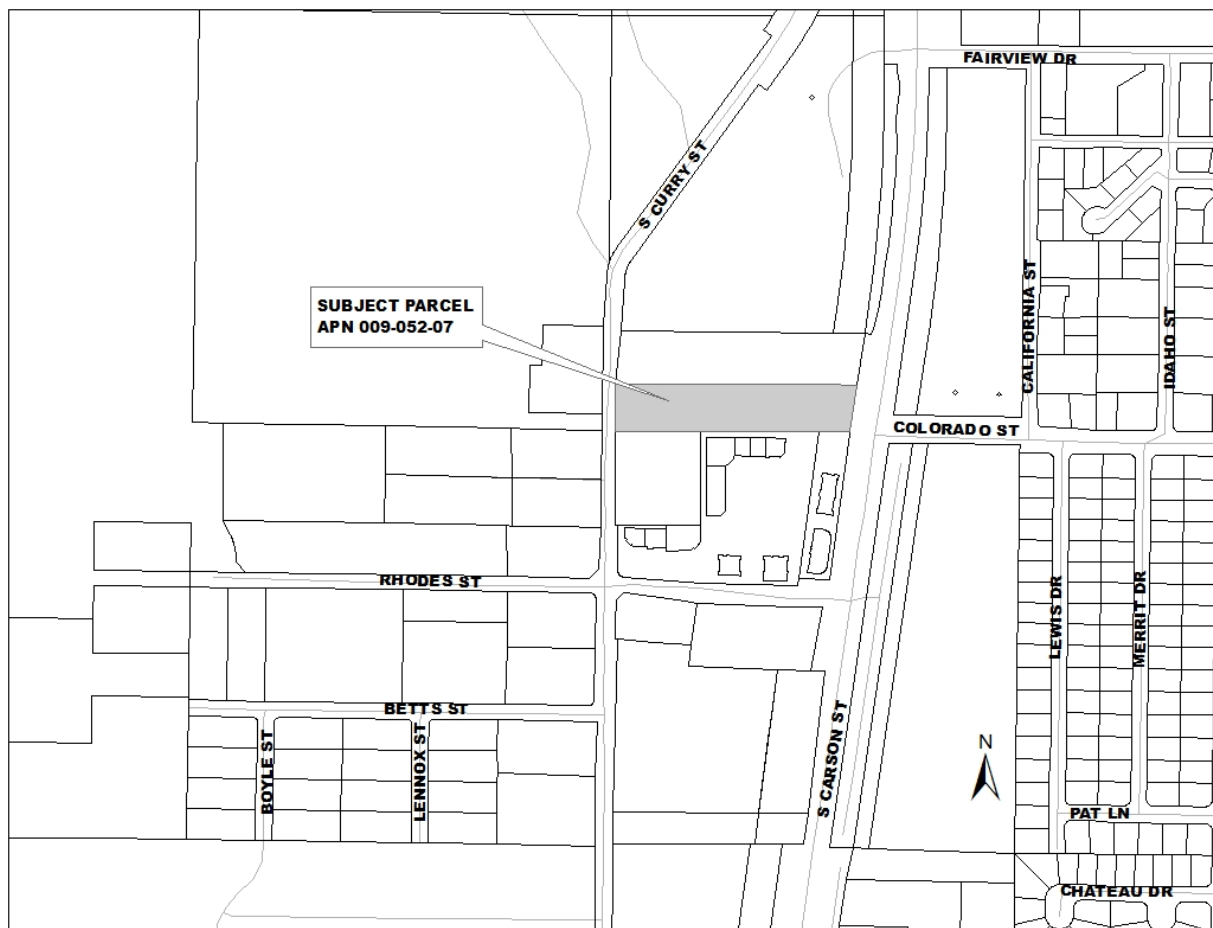 FAIRVIEW DR
S CURRY ST
CALIFORNIA ST
IDAHO ST
SUBJECT PARCEL
APN 009-052-07
COLORADO ST
RHODES ST
LEWIS DR
MERRIT DR
BETTS ST
BOYLE ST
LENNOX ST
S CARSON ST
N
PAT LN
CHATEAU DR